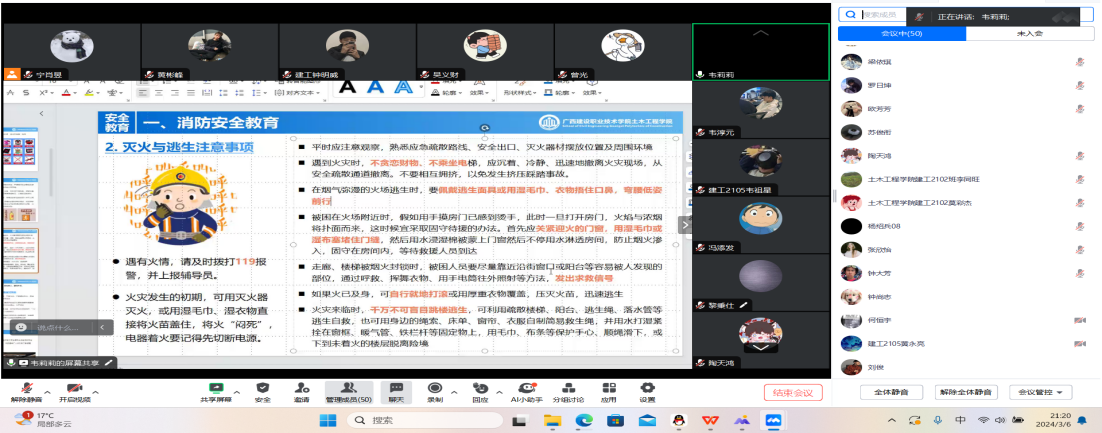 搜索成员
正在讲话: 韦莉莉;
会议中(50)
未入会
宁肖昱
黄彬峰
建工钟明威
吴义财
曾光
韦莉莉
韦淳元
建工2105韦祖星
冯添发
黎秉仕
陶天鸿
对齐文本
轮廓
效果
形状样式
轮廓
效果
安全
教育
一、消防安全教育
广西建设职业技术学院土木工程学院
2. 灭火与逃生注意事项
遇有火情，请及时拨打119报
警，并上报辅导员。
火灾发生的初期，可用灭火器
灭火，或用湿毛巾、湿衣物直
接将火苗盖住，将火“闷死”，
电器着火要记得先切断电源。
平时应注意观察，熟悉应急疏散路线、安全出口、灭火器材摆放位置及周围环境
遇到火灾时，不贪恋财物、不乘坐电梯，应沉着、冷静、迅速地撤离火灾现场，从
安全疏散通道撤离。不要相互拥挤，以免发生挤压踩踏事故。
在烟气弥漫的火场逃生时，要佩戴逃生面具或用湿毛巾、衣物捂住口鼻，弯腰低姿
前行
被困在火场附近时，假如用手摸房门已感到烫手，此时一旦打开房门，火焰与浓烟
将扑面而来，这时候宜采取固守待援的办法。首先应关紧迎火的门窗，用湿毛巾或
湿布塞堵住门缝，然后用水浸湿棉被蒙上门窗然后不停用水淋透房间，防止烟火渗
入，固守在房间内，等待救援人员到达
走廊、楼梯被烟火封锁时，被困人员要尽量靠近沿街窗口或阳台等容易被人发现的
部位，通过呼救、挥舞衣物、用手电筒往外照射等方法，发出求救信号
如果火已及身，可自行就地打滚或用厚重衣物覆盖，压灭火苗，迅速逃生
火灾来临时，千万不可盲目跳楼逃生，可利用疏散楼梯、阳台、逃生绳、落水管等
逃生自救，也可用身边的绳索、床单、窗帘、衣服自制简易救生绳，并用水打湿紧
拴在窗框、暖气管、铁栏杆等固定物上，用毛巾、布条等保护手心、顺绳滑下，或
下到未着火的楼层脱离险境
说点什么...
韦莉莉的屏幕共享
梁依琪
罗日坤
欧芳芳
苏俊衔
陶天鸿
土木工程学院建工2102班李间旺
土木工程学院建工2102莫彩杰
杨绍兵08
张欣怡
钟大芳
钟尚志
何恒宇
建工2105黄永亮
刘俊
解除静音
开启视频
共享屏幕
安全
邀请
管理成员(50)
聊天
录制
回应
AI小助手
分组讨论
应用
设置
结束会议
全体静音
解除全体静音
会议管控
17°C
局部多云
搜索
中
21:20
2024/3/6